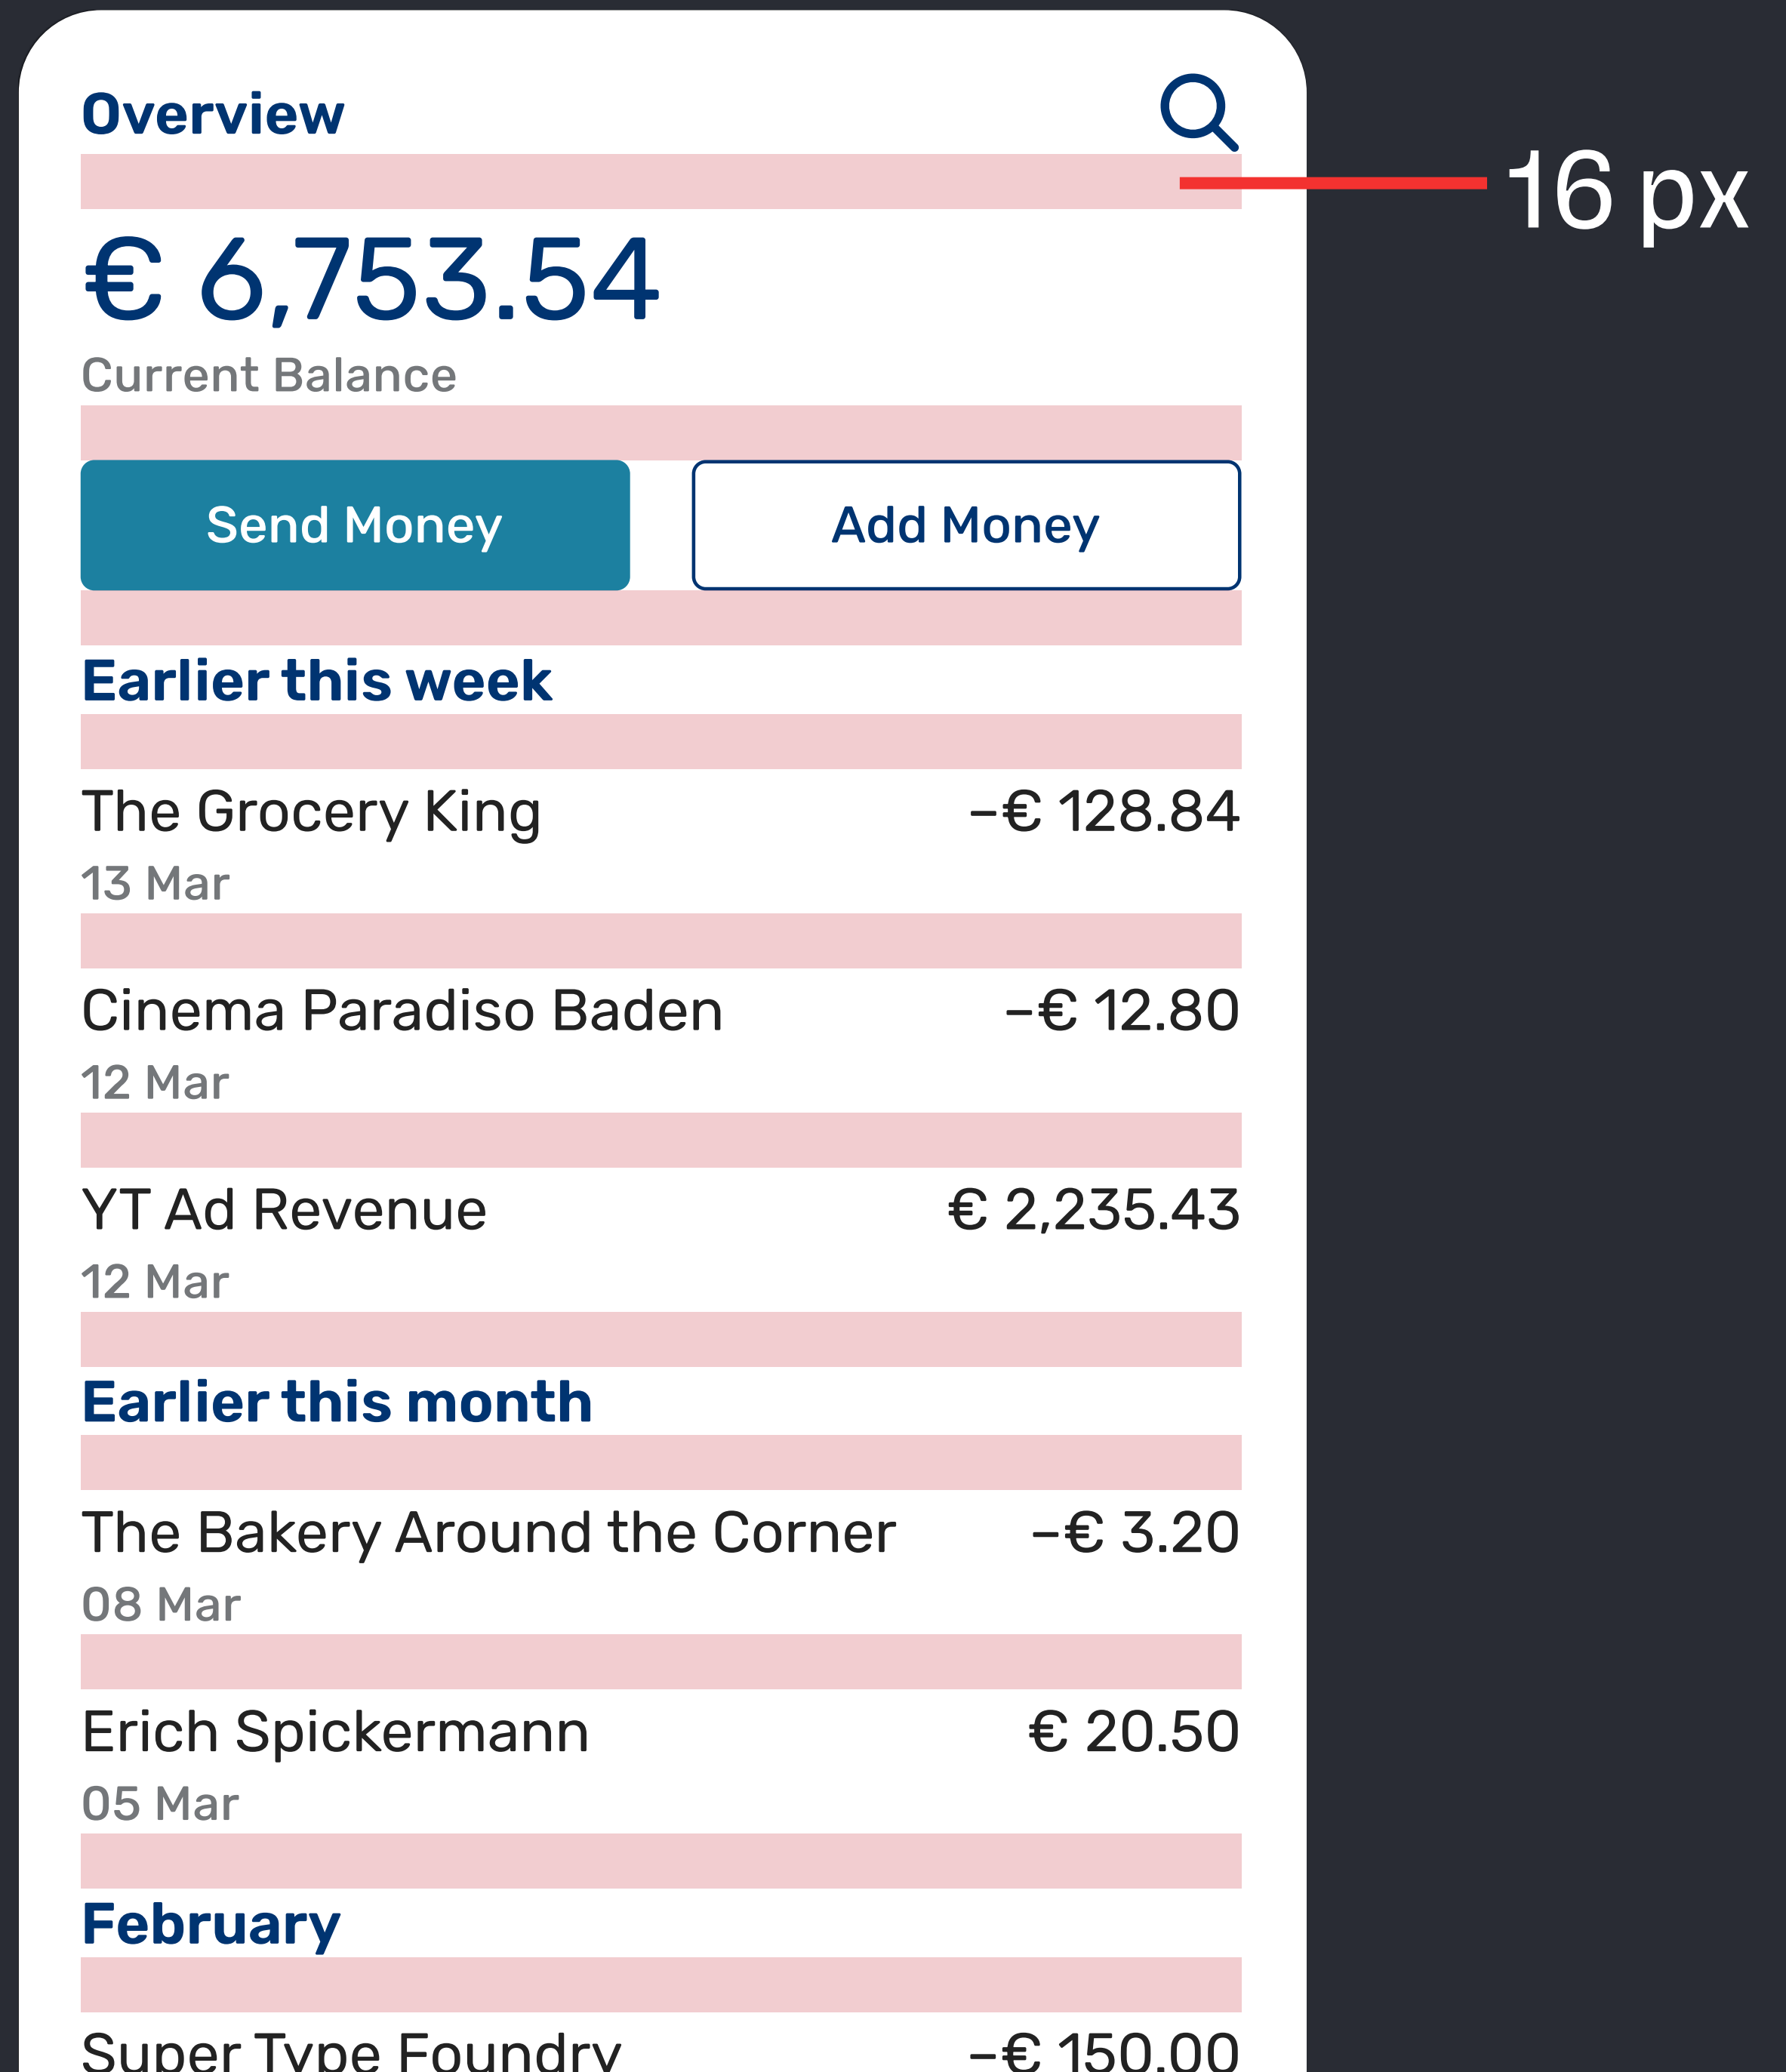 Overview
16 px
€ 6,753.54
Current Balance
Send Money
Add Money
Earlier this week
The Grocery King –€ 128.84
13 Mar
Cinema Paradiso Baden –€ 12.80
12 Mar
YT Ad Revenue € 2,235.43
12 Mar
Earlier this month
The Bakery Around the Corner –€ 3.20
08 Mar
Erich Spickermann € 20.50
05 Mar
February
Super Type Foundry –€ 150.00